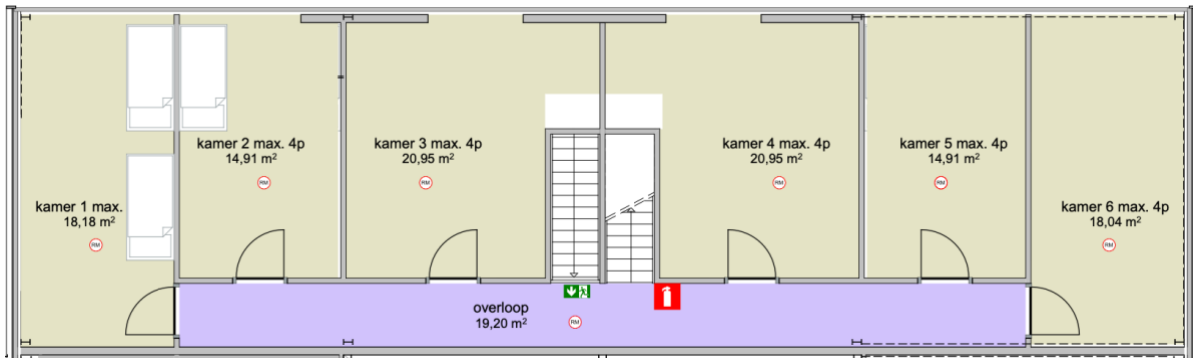 kamer 1 max.
18,18 m²
RM
kamer 2 max. 4p
14,91 m²
RM
kamer 3 max. 4p
20,95 m²
RM
kamer 4 max. 4p
20,95 m²
RM
kamer 5 max. 4p
14,91 m²
RM
kamer 6 max. 4p
18,04 m²
RM
overloop
19,20 m²
RM